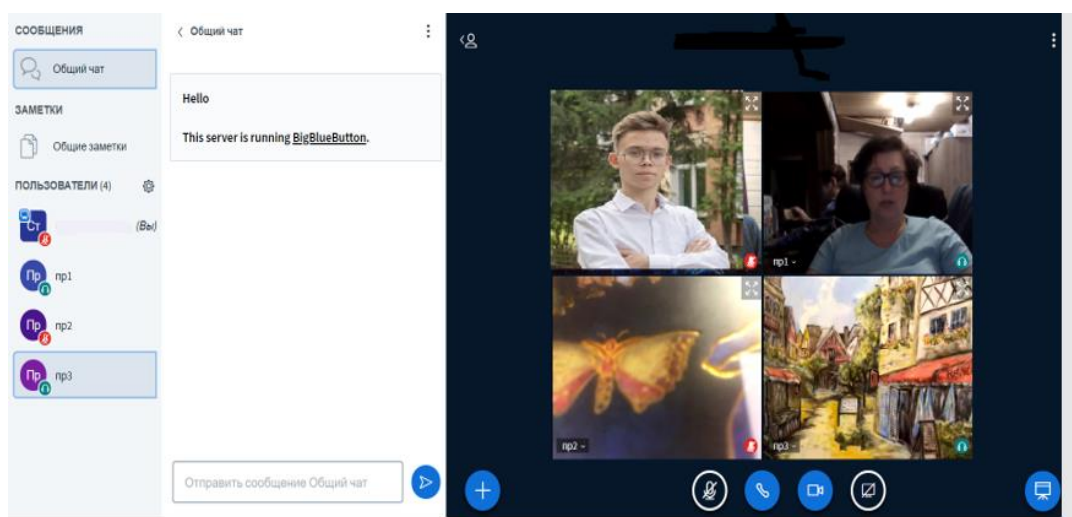 СООБЩЕНИЯ
Общий чат
ЗАМЕТКИ
Общие заметки
ПОЛЬЗОВАТЕЛИ (4)
Ст
(Вы)
Пр
пр1
Пр
пр2
Пр
пр3
Общий чат
Hello
This server is running BigBlueButton.
Отправить сообщение Общий чат
пр1
пр2
пр3